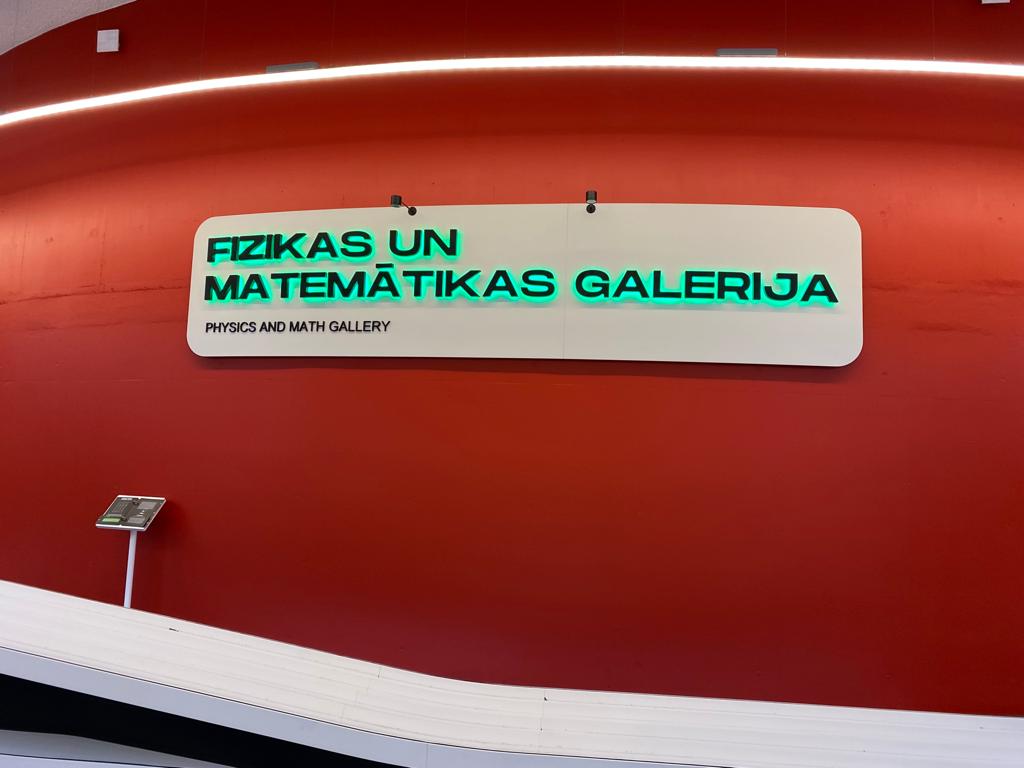 FIZIKAS UN
MATEMĀTIKAS GALERIJA
PHYSICS AND MATH GALLERY